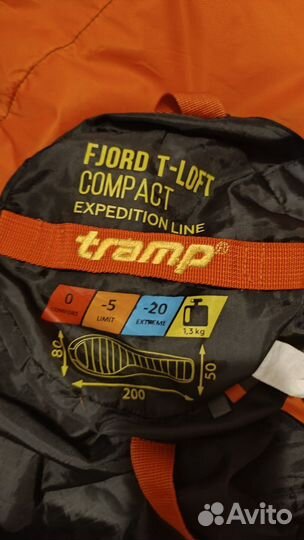 FJORD T-LOFT
COMPACT
EXPEDITION LINE
tramp®
0 -5 -20
COMFORT LIMIT EXTREME 1,3 kg
80 50
200
Avito